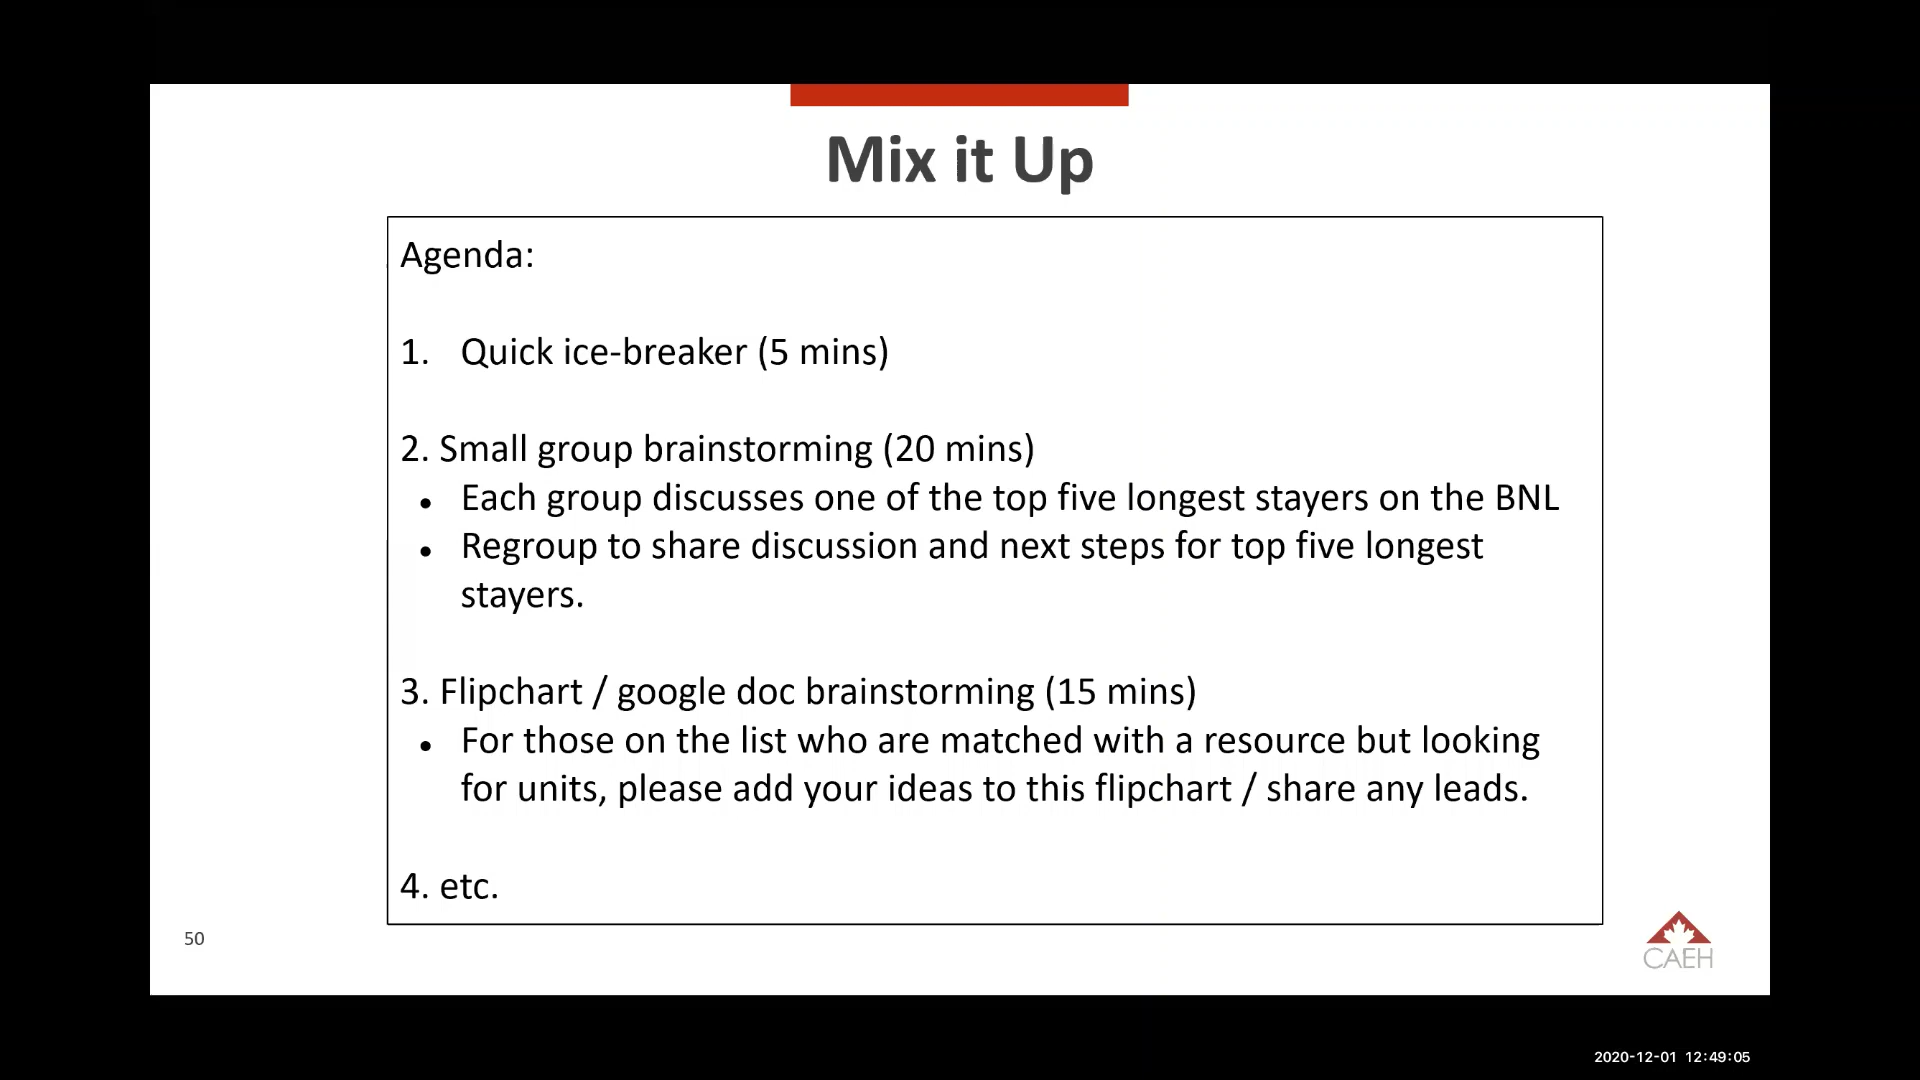 Mix it Up
Agenda:
1. Quick ice-breaker (5 mins)
2. Small group brainstorming (20 mins)
• Each group discusses one of the top five longest stayers on the BNL
• Regroup to share discussion and next steps for top five longest
stayers.
3. Flipchart / google doc brainstorming (15 mins)
• For those on the list who are matched with a resource but looking
for units, please add your ideas to this flipchart / share any leads.
4. etc.
50
CAEH
2020-12-01 12:49:05